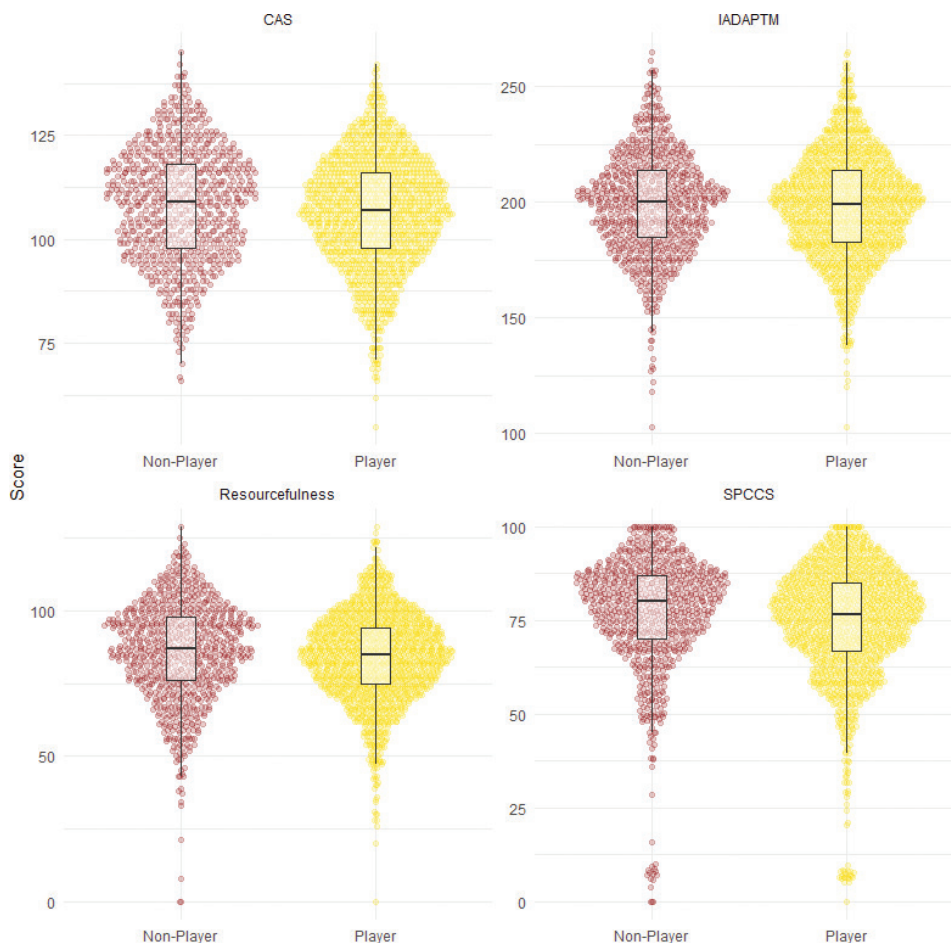 CAS
IADAPTM
125
100
75
250
200
150
100
Non-Player
Player
Non-Player
Player
Score
Resourcefulness
SPCCS
100
50
0
100
75
50
25
0
Non-Player
Player
Non-Player
Player